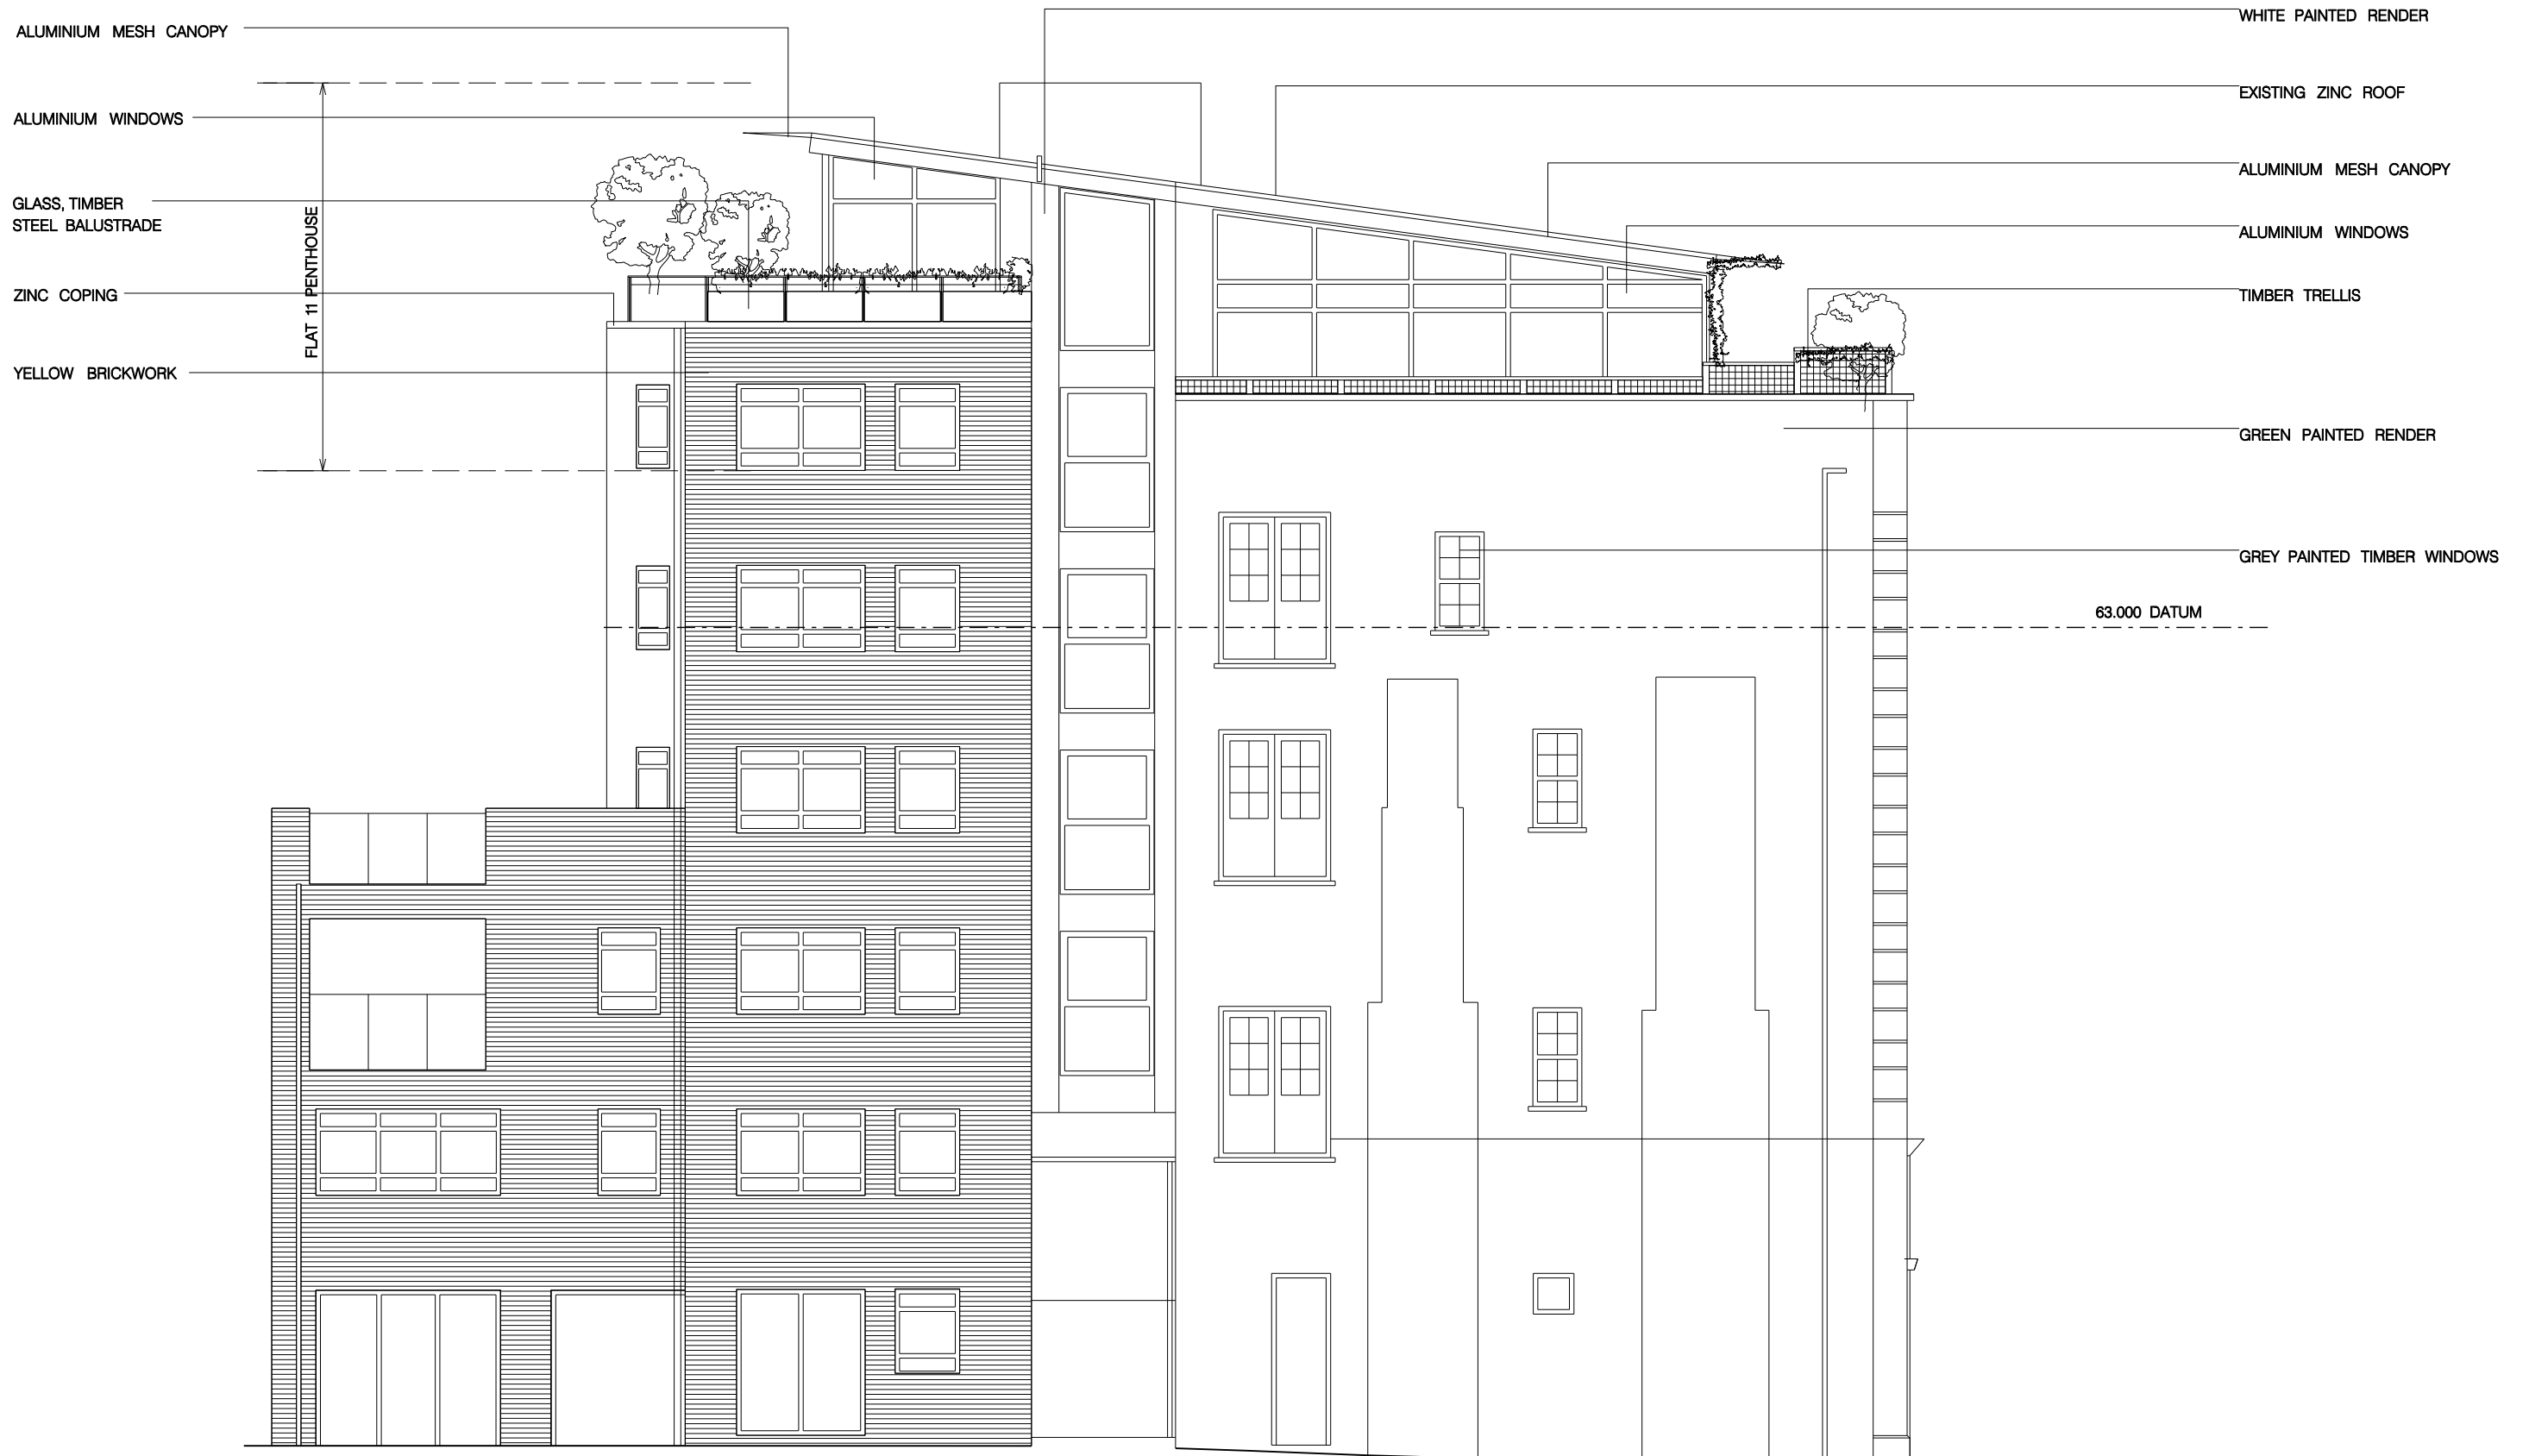 ALUMINIUM MESH CANOPY
ALUMINIUM WINDOWS
GLASS, TIMBER
STEEL BALUSTRADE
ZINC COPING
YELLOW BRICKWORK
FLAT 11 PENTHOUSE
WHITE PAINTED RENDER
EXISTING ZINC ROOF
ALUMINIUM MESH CANOPY
ALUMINIUM WINDOWS
TIMBER TRELLIS
GREEN PAINTED RENDER
GREY PAINTED TIMBER WINDOWS
63.000 DATUM